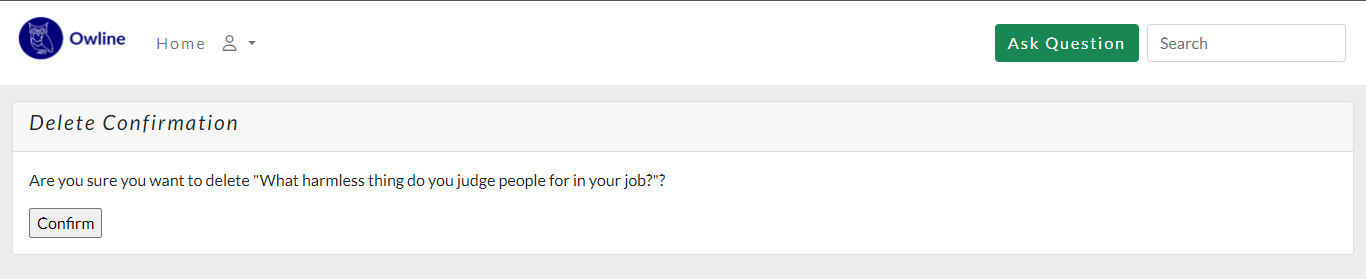 Owline
Home
Ask Question
Search
Delete Confirmation
Are you sure you want to delete "What harmless thing do you judge people for in your job?"?
Confirm